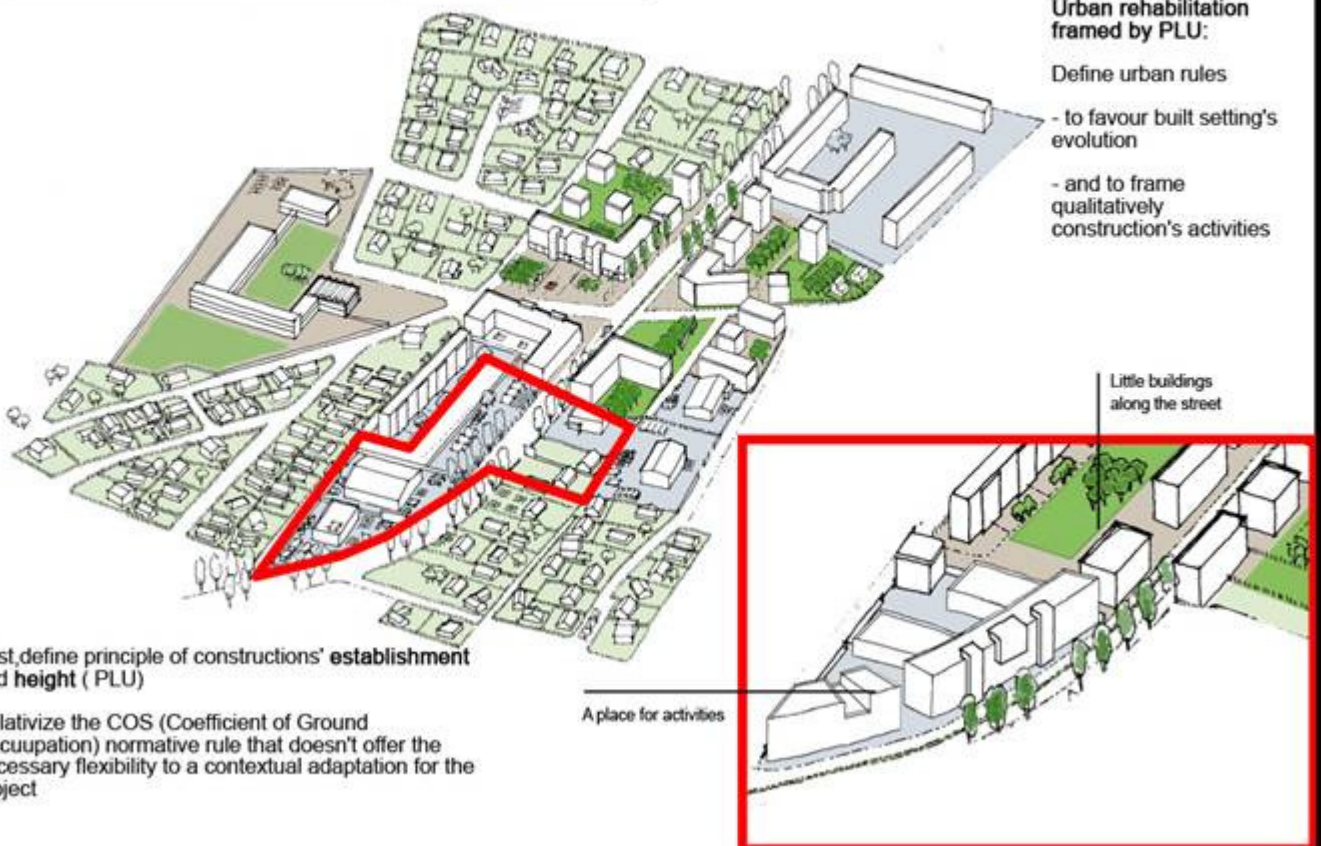 Urban rehabilitation
framed by PLU:
Define urban rules
- to favour built setting's
evolution
- and to frame
qualitatively
construction's activities
Little buildings
along the street
A place for activities
st,define principle of constructions' establishment
d height ( PLU)
lativize the COS (Coefficient of Ground
cuupation) normative rule that doesn't offer the
cessary flexibility to a contextual adaptation for the
oject